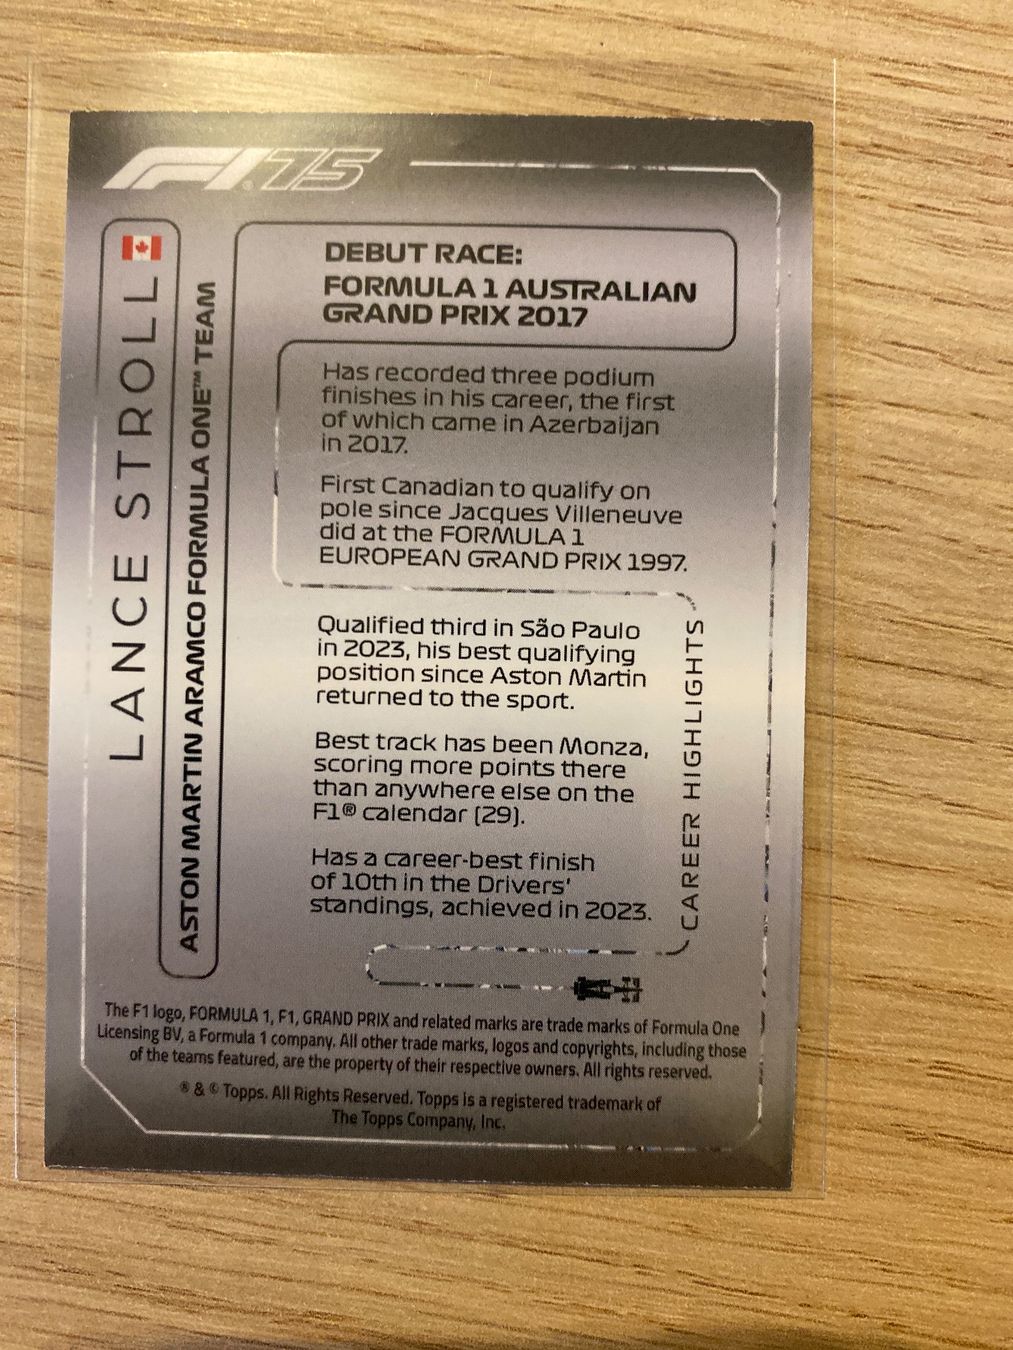 F1® 75
LANCE STROLL
ASTON MARTIN ARAMCO FORMULA ONE™ TEAM
DEBUT RACE:
FORMULA 1 AUSTRALIAN
GRAND PRIX 2017
Has recorded three podium
finishes in his career, the first
of which came in Azerbaijan
in 2017.
First Canadian to qualify on
pole since Jacques Villeneuve
did at the FORMULA 1
EUROPEAN GRAND PRIX 1997.
Qualified third in São Paulo
in 2023, his best qualifying
position since Aston Martin
returned to the sport.
Best track has been Monza,
scoring more points there
than anywhere else on the
F1® calendar (29).
Has a career-best finish
of 10th in the Drivers'
standings, achieved in 2023.
CAREER HIGHLIGHTS
The F1 logo, FORMULA 1, F1, GRAND PRIX and related marks are trade marks of Formula One
Licensing BV, a Formula 1 company. All other trade marks, logos and copyrights, including those
of the teams featured, are the property of their respective owners. All rights reserved.
® & © Topps. All Rights Reserved. Topps is a registered trademark of
The Topps Company, Inc.